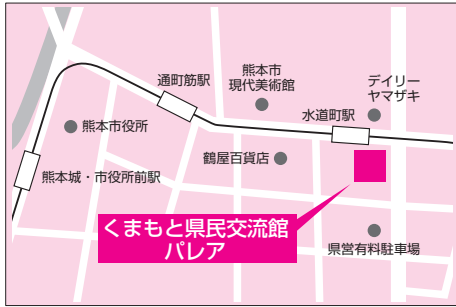 通町筋駅
熊本市
現代美術館
デイリー
ヤマザキ
水道町駅
熊本市役所
鶴屋百貨店
熊本城・市役所前駅
くまもと県民交流館
パレア
県営有料駐車場